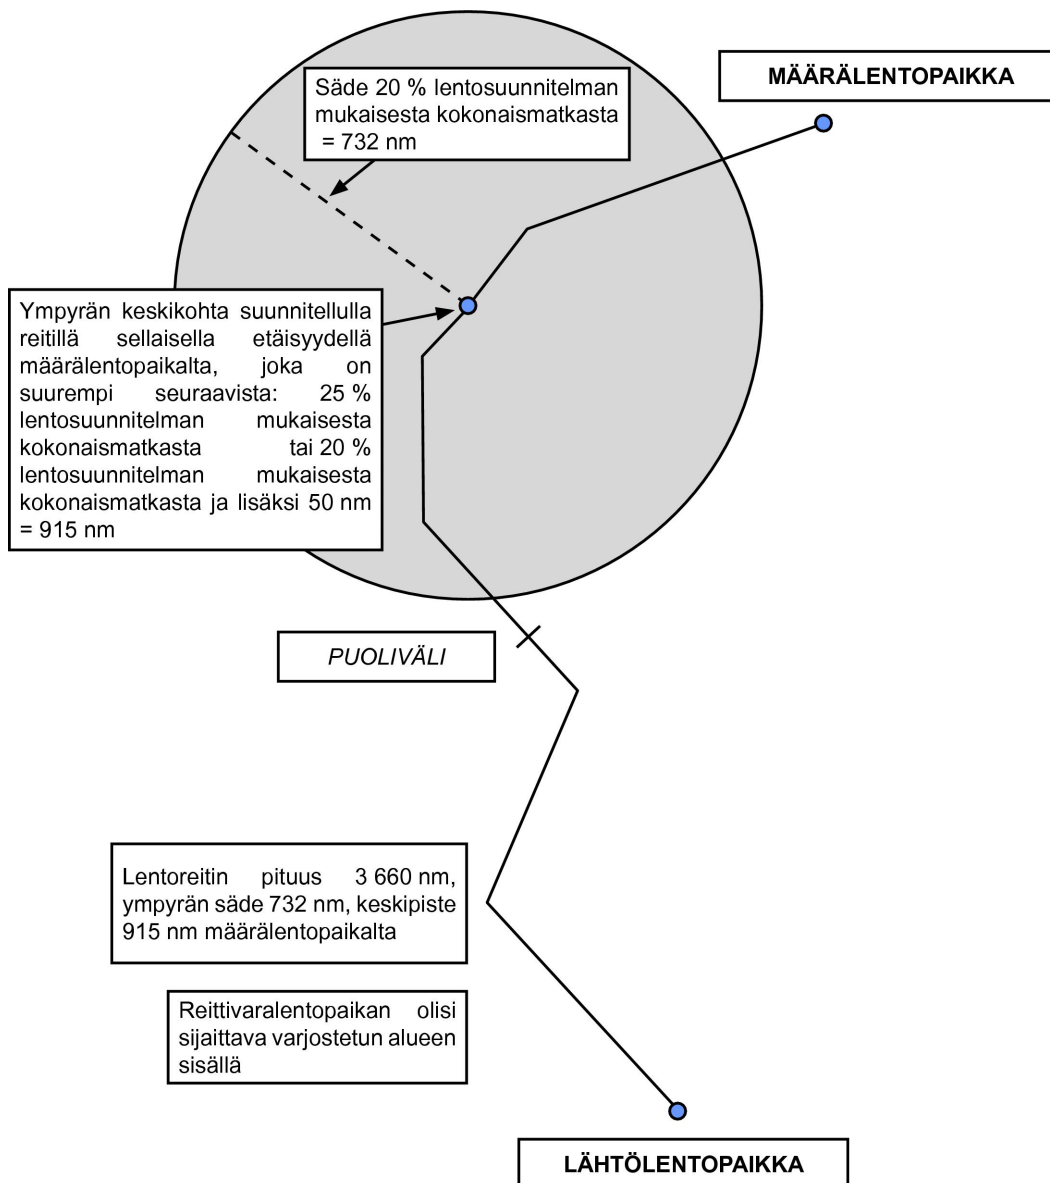 MÄÄRÄLENTOPAIKKA
Säde 20 % lentosuunnitelman
mukaisesta kokonaismatkasta
= 732 nm
Ympyrän keskikohta suunnitellulla
reitillä sellaisella etäisyydellä
määrälentopaikalta, joka on
suurempi seuraavista: 25 %
lentosuunnitelman mukaisesta
kokonaismatkasta tai 20 %
lentosuunnitelman mukaisesta
kokonaismatkasta ja lisäksi 50 nm
= 915 nm
PUOLIVÄLI
Lentoreitin pituus 3 660 nm,
ympyrän säde 732 nm, keskipiste
915 nm määrälentopaikalta
Reittivaralentopaikan olisi
sijaittava varjostetun alueen
sisällä
LÄHTÖLENTOPAIKKA